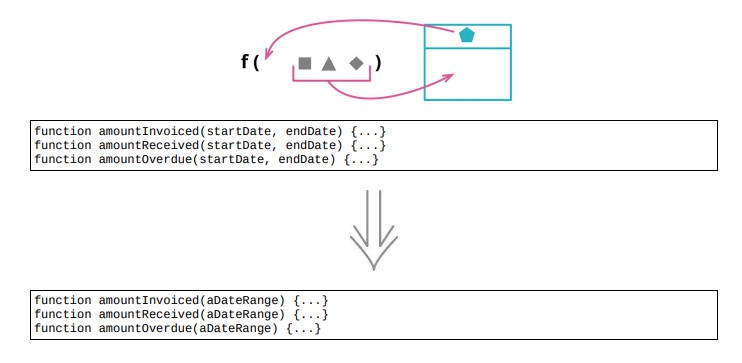 f ( )
function amountInvoiced(startDate, endDate) {...}
function amountReceived(startDate, endDate) {...}
function amountOverdue(startDate, endDate) {...}
function amountInvoiced(aDateRange) {...}
function amountReceived(aDateRange) {...}
function amountOverdue(aDateRange) {...}